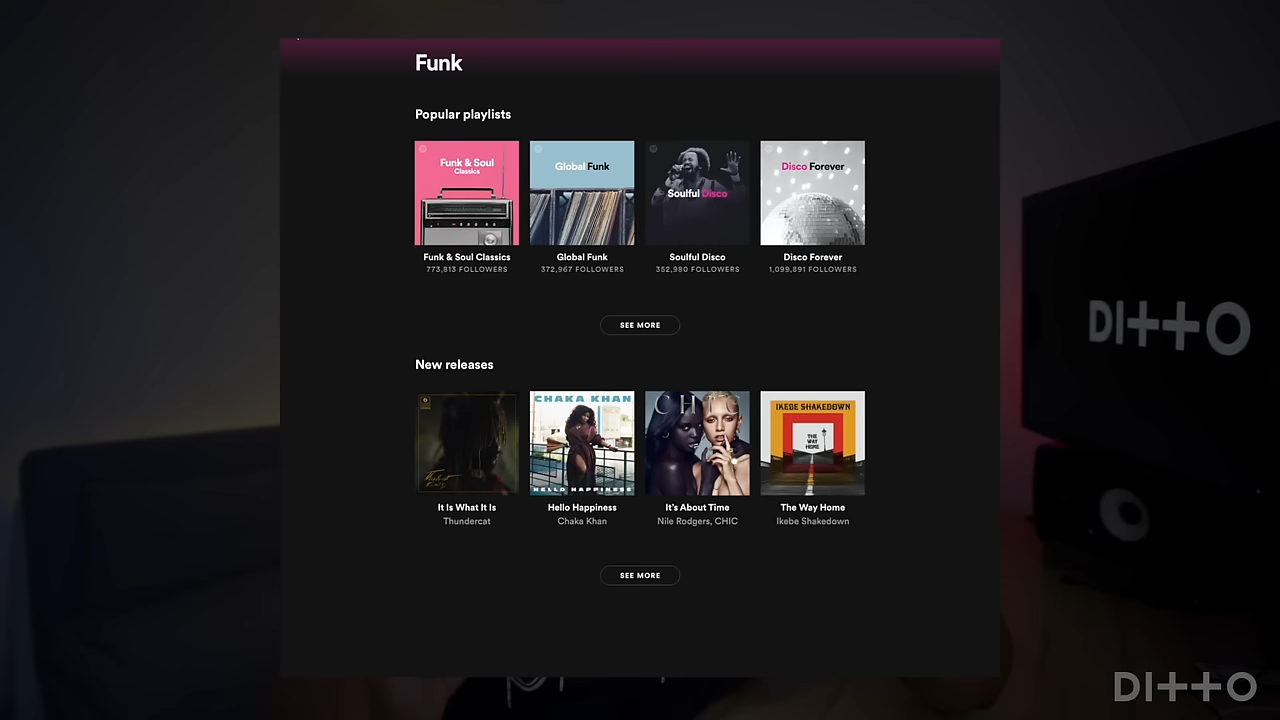 Funk
Popular playlists
Funk & Soul
Classics
Global Funk
Soulful Disco
Disco Forever
Funk & Soul Classics
Global Funk
Soulful Disco
Disco Forever
773,813 FOLLOWERS
372,967 FOLLOWERS
352,980 FOLLOWERS
1,099,891 FOLLOWERS
SEE MORE
New releases
CHAKA KHAN
HELLO HAPPINESS
CHIC
IKEBE SHAKEDOWN
THE
WAY
HOME
It Is What It Is
Hello Happiness
It's About Time
The Way Home
Thundercat
Chaka Khan
Nile Rodgers, CHIC
Ikebe Shakedown
SEE MORE
DITTO
DITTO